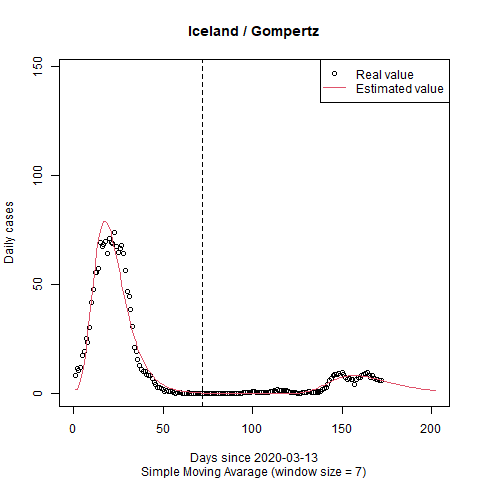 Iceland / Gompertz
Real value
Estimated value
Daily cases
150
100
50
0
0 50 100 150 200
Days since 2020-03-13
Simple Moving Avarage (window size = 7)